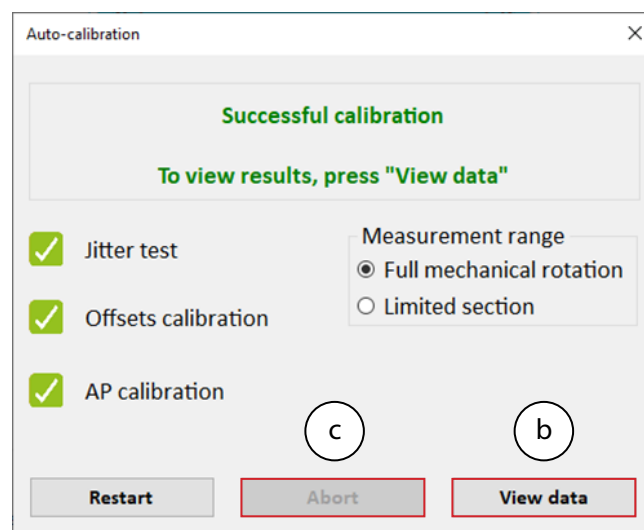 Auto-calibration
Successful calibration
To view results, press "View data"
Jitter test
Offsets calibration
AP calibration
Measurement range
Full mechanical rotation
Limited section
c
b
Restart
Abort
View data